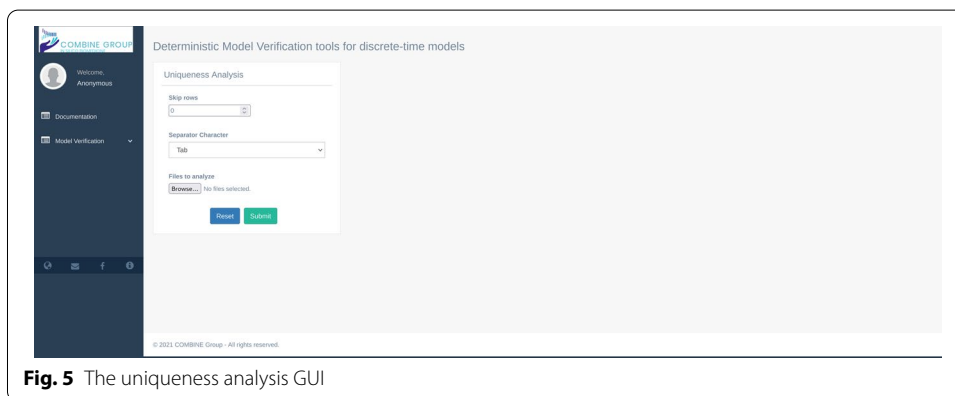 COMBINE GROUP
Deterministic Model Verification tools for discrete-time models
Welcome,
Anonymous
Documentation
Model Verification
Uniqueness Analysis
Skip rows
0
Separator Character
Tab
Files to analyze
Browse... No files selected.
Reset Submit
© 2021 COMBINE Group - All rights reserved.
Fig. 5 The uniqueness analysis GUI